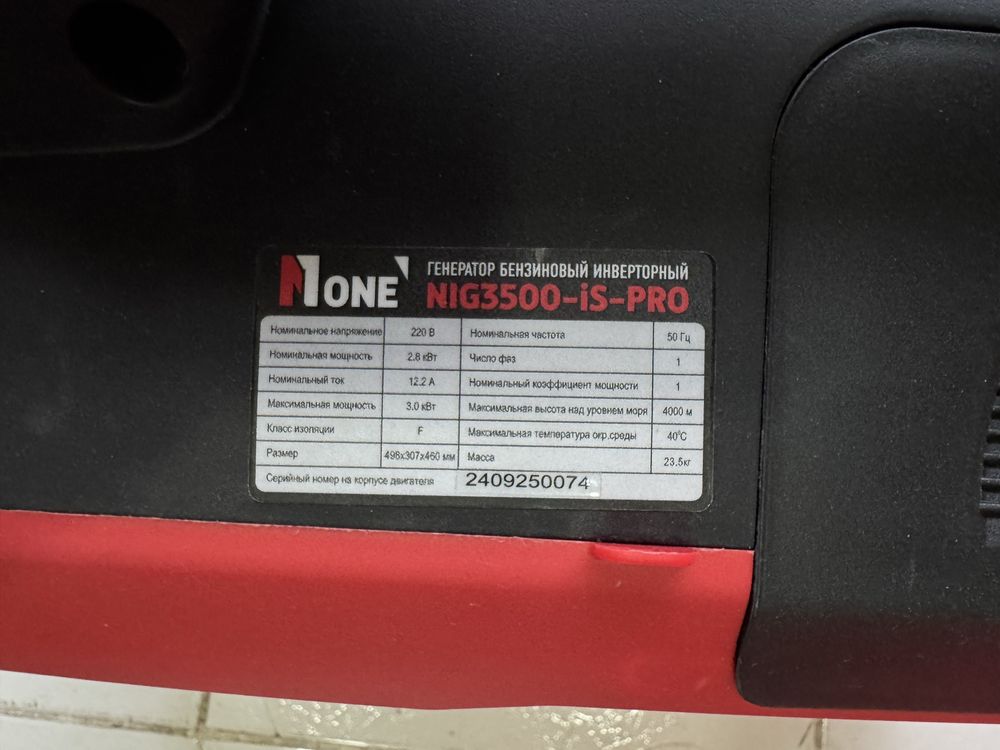 N1 ONE
ГЕНЕРАТОР БЕНЗИНОВЫЙ ИНВЕРТОРНЫЙ
NIG3500-iS-PRO
Номинальное напряжение 220 В Номинальная частота 50 Гц
Номинальная мощность 2.8 кВт Число фаз 1
Номинальный ток 12.2 А Номинальный коэффициент мощности 1
Максимальная мощность 3.0 кВт Максимальная высота над уровнем моря 4000 м
Класс изоляции F Максимальная температура окр.среды 40°C
Размер 498x307x460 мм Масса 23,5кг
Серийный номер на корпусе двигателя 2409250074